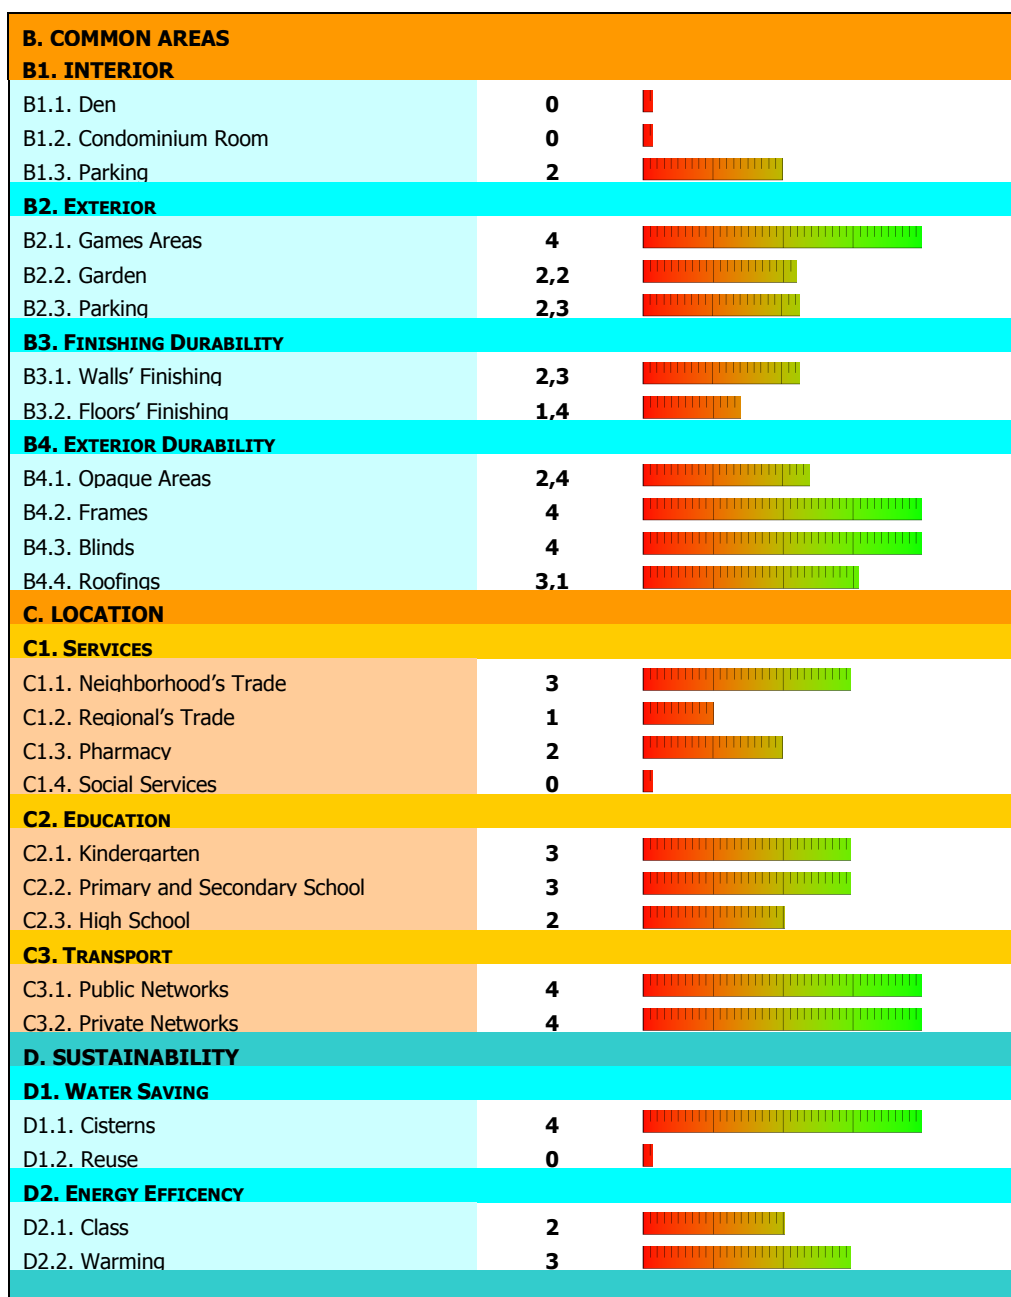 B. COMMON AREAS
B1. INTERIOR
B1.1. Den 0
B1.2. Condominium Room 0
B1.3. Parking 2
B2. EXTERIOR
B2.1. Games Areas 4
B2.2. Garden 2,2
B2.3. Parking 2,3
B3. FINISHING DURABILITY
B3.1. Walls’ Finishing 2,3
B3.2. Floors’ Finishing 1,4
B4. EXTERIOR DURABILITY
B4.1. Opaque Areas 2,4
B4.2. Frames 4
B4.3. Blinds 4
B4.4. Roofings 3,1
C. LOCATION
C1. SERVICES
C1.1. Neighborhood’s Trade 3
C1.2. Regional’s Trade 1
C1.3. Pharmacy 2
C1.4. Social Services 0
C2. EDUCATION
C2.1. Kindergarten 3
C2.2. Primary and Secondary School 3
C2.3. High School 2
C3. TRANSPORT
C3.1. Public Networks 4
C3.2. Private Networks 4
D. SUSTAINABILITY
D1. WATER SAVING
D1.1. Cisterns 4
D1.2. Reuse 0
D2. ENERGY EFFICENCY
D2.1. Class 2
D2.2. Warming 3